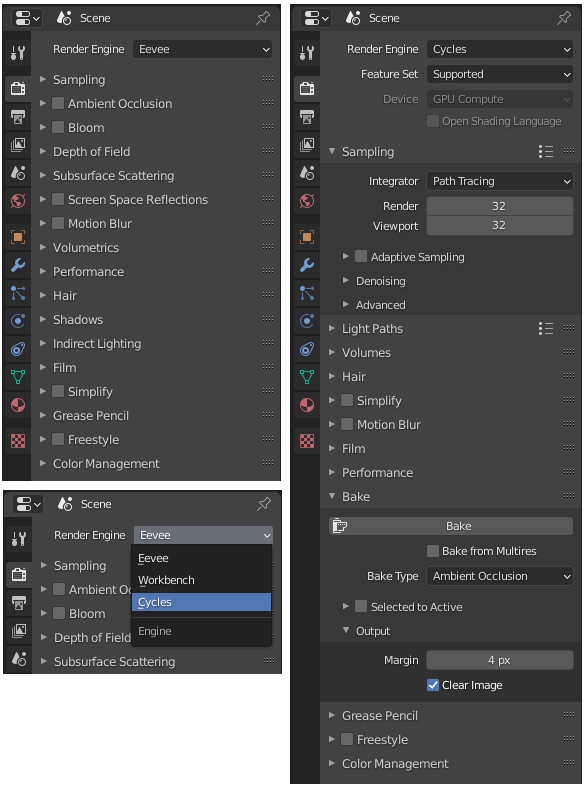 Scene
Render Engine Eevee
Sampling
Ambient Occlusion
Bloom
Depth of Field
Subsurface Scattering
Screen Space Reflections
Motion Blur
Volumetrics
Performance
Hair
Shadows
Indirect Lighting
Film
Simplify
Grease Pencil
Freestyle
Color Management
Scene
Render Engine Eevee
Sampling
Eevee
Ambient Oc
Workbench
Bloom
Cycles
Depth of Field
Engine
Subsurface Scattering
Scene
Render Engine Cycles
Feature Set Supported
Device GPU Compute
Open Shading Language
Sampling
Integrator Path Tracing
Render 32
Viewport 32
Adaptive Sampling
Denoising
Advanced
Light Paths
Volumes
Hair
Simplify
Motion Blur
Film
Performance
Bake
Bake
Bake from Multires
Bake Type Ambient Occlusion
Selected to Active
Output
Margin 4 px
Clear Image
Grease Pencil
Freestyle
Color Management